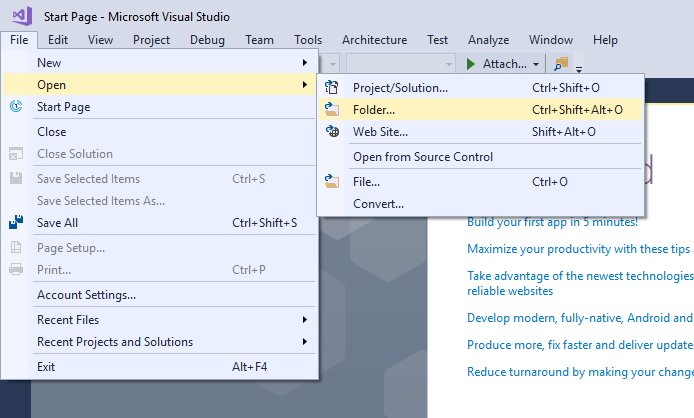 Start Page - Microsoft Visual Studio
File Edit View Project Debug Team Tools Architecture Test Analyze Window Help
Attach...
New
Open
Start Page
Close
Close Solution
Save Selected Items Ctrl+S
Save Selected Items As...
Save All Ctrl+Shift+S
Page Setup...
Print... Ctrl+P
Account Settings...
Recent Files
Recent Projects and Solutions
Exit Alt+F4
Project/Solution... Ctrl+Shift+O
Folder... Ctrl+Shift+Alt+O
Web Site... Shift+Alt+O
Open from Source Control
File... Ctrl+O
Convert...
d
Build your first app in 5 minutes!
Maximize your productivity with these tips
Take advantage of the newest technologies
reliable websites
Develop modern, fully-native, Android and
Produce more, fix faster and deliver update
Reduce turnaround by making your change